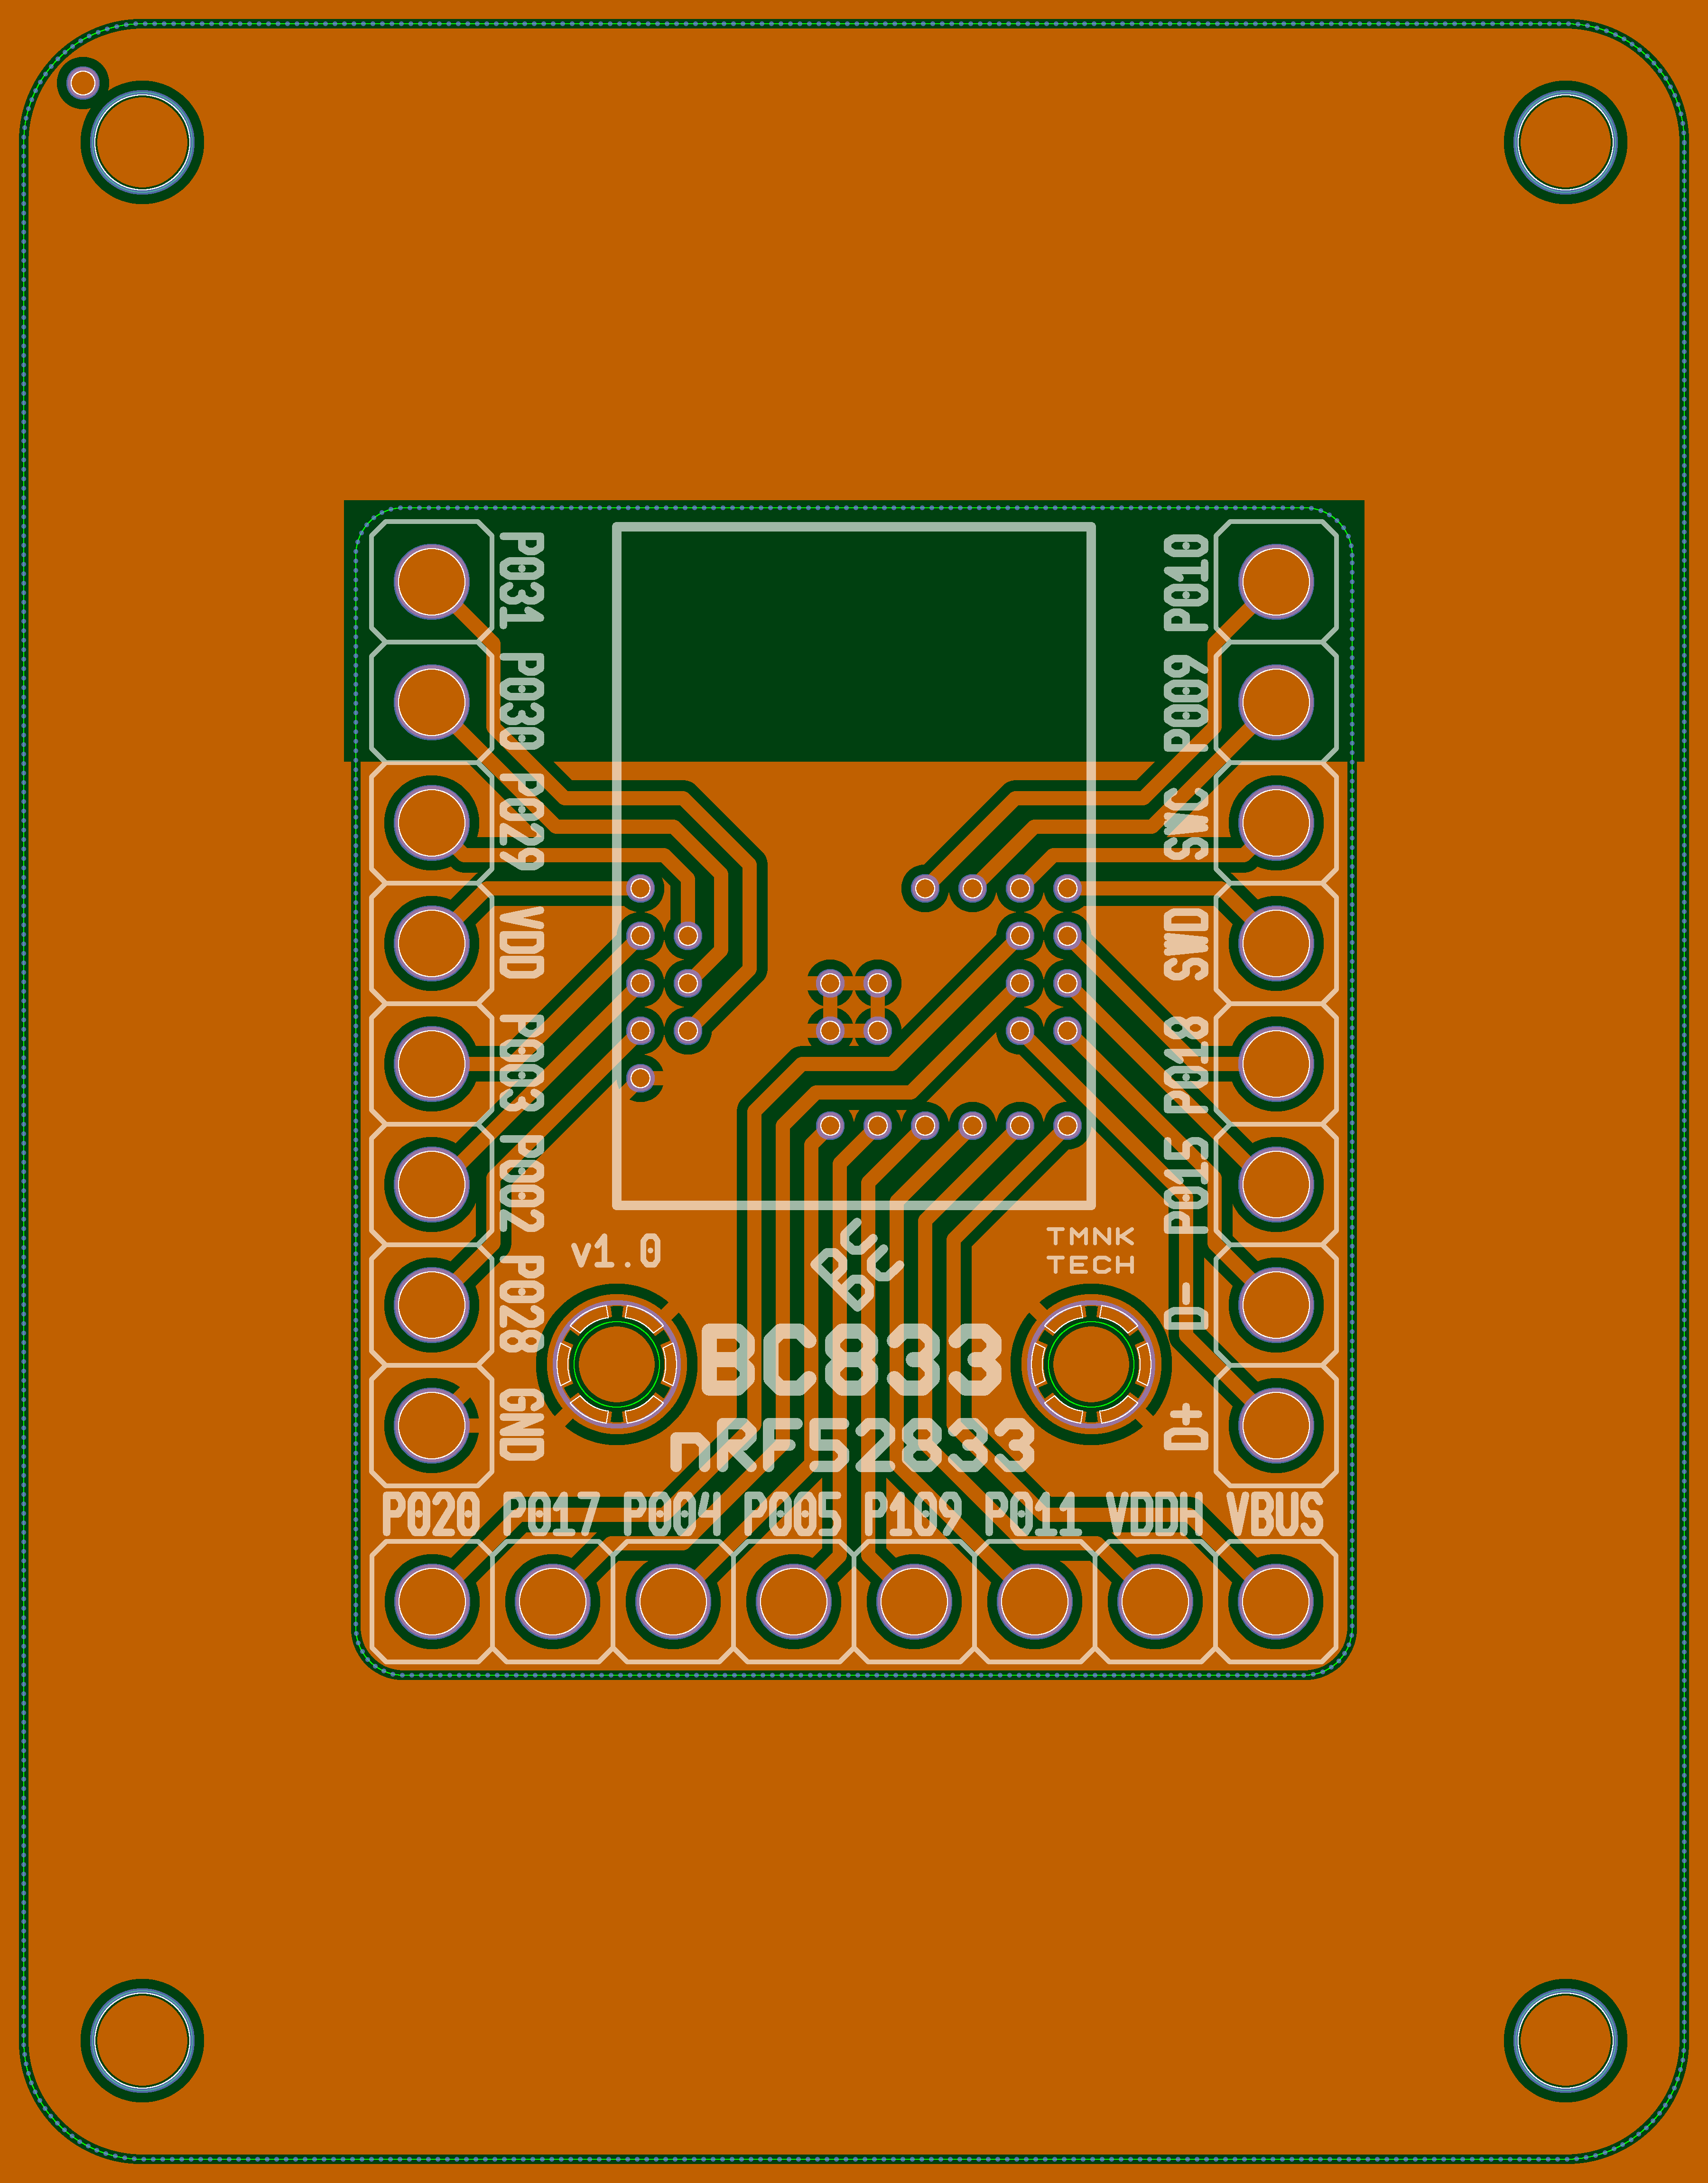 P031 P030 P029 VDD P003 P002 P028 GND
P010
P009
SWC
SWD
P018
P015
D-
D+
v1.0
BC
TMNK
TECH
BC833
nRF52833
P020 P017 P004 P005 P109 P011 VDDH VBUS